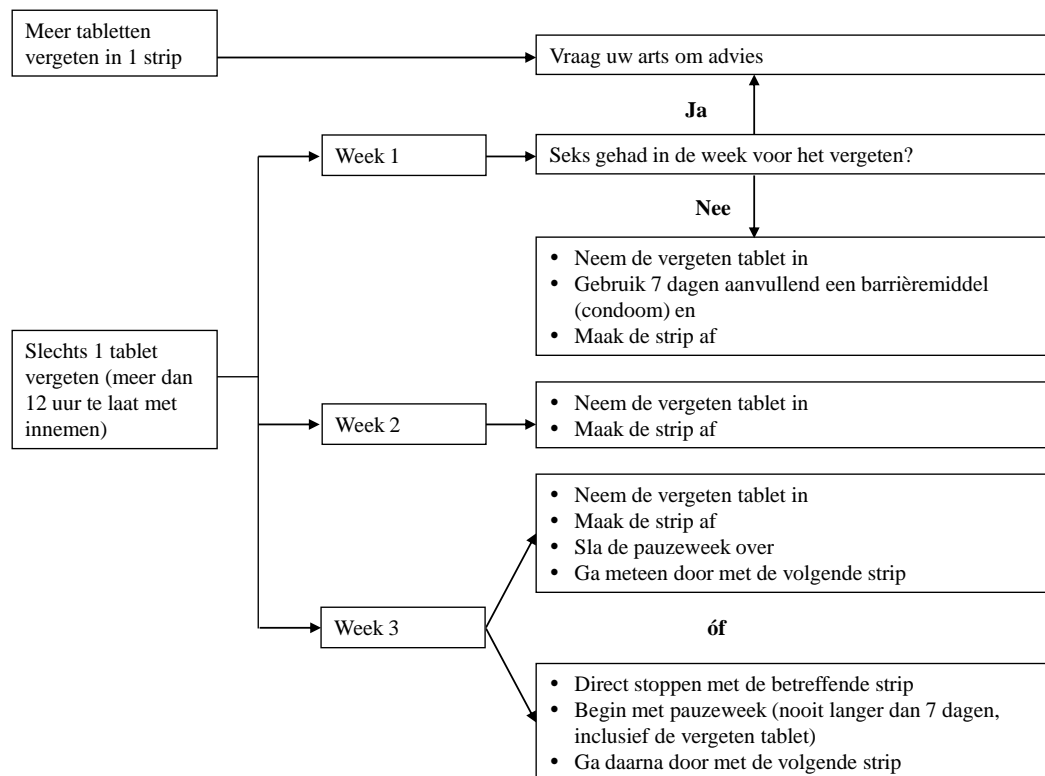 Meer tabletten
vergeten in 1 strip
Vraag uw arts om advies
Ja
Week 1
Seks gehad in de week voor het vergeten?
Nee
• Neem de vergeten tablet in
• Gebruik 7 dagen aanvullend een barrièremiddel
(condoom) en
• Maak de strip af
Slechts 1 tablet
vergeten (meer dan
12 uur te laat met
innemen)
Week 2
• Neem de vergeten tablet in
• Maak de strip af
• Neem de vergeten tablet in
• Maak de strip af
• Sla de pauzeweek over
• Ga meteen door met de volgende strip
Week 3
óf
• Direct stoppen met de betreffende strip
• Begin met pauzeweek (nooit langer dan 7 dagen,
inclusief de vergeten tablet)
• Ga daarna door met de volgende strip